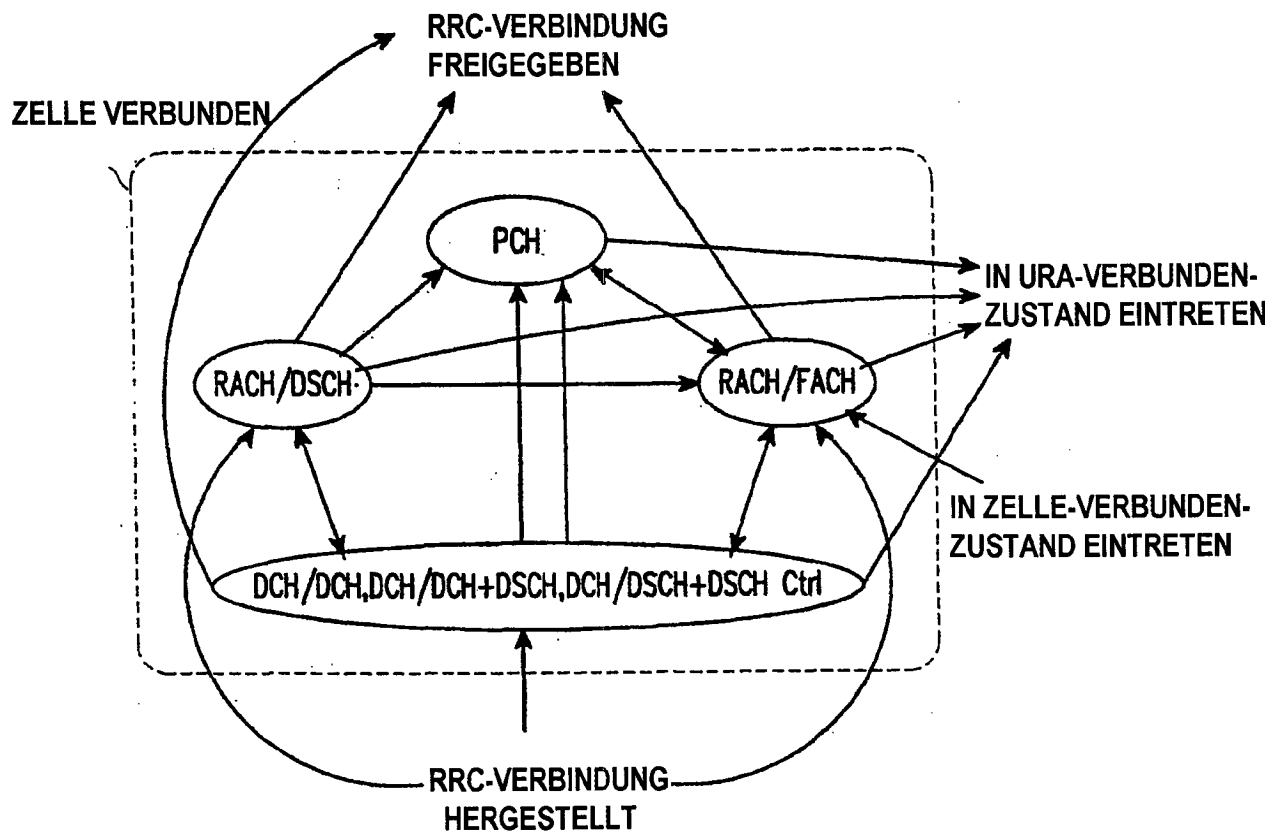 RRC-VERBINDUNG
FREIGEGEBEN
ZELLE VERBUNDEN
PCH
IN URA-VERBUNDEN-
ZUSTAND EINTRETEN
RACH/DSCH
RACH/FACH
IN ZELLE-VERBUNDEN-
ZUSTAND EINTRETEN
DCH/DCH,DCH/DCH+DSCH,DCH/DSCH+DSCH Ctrl
RRC-VERBINDUNG
HERGESTELLT